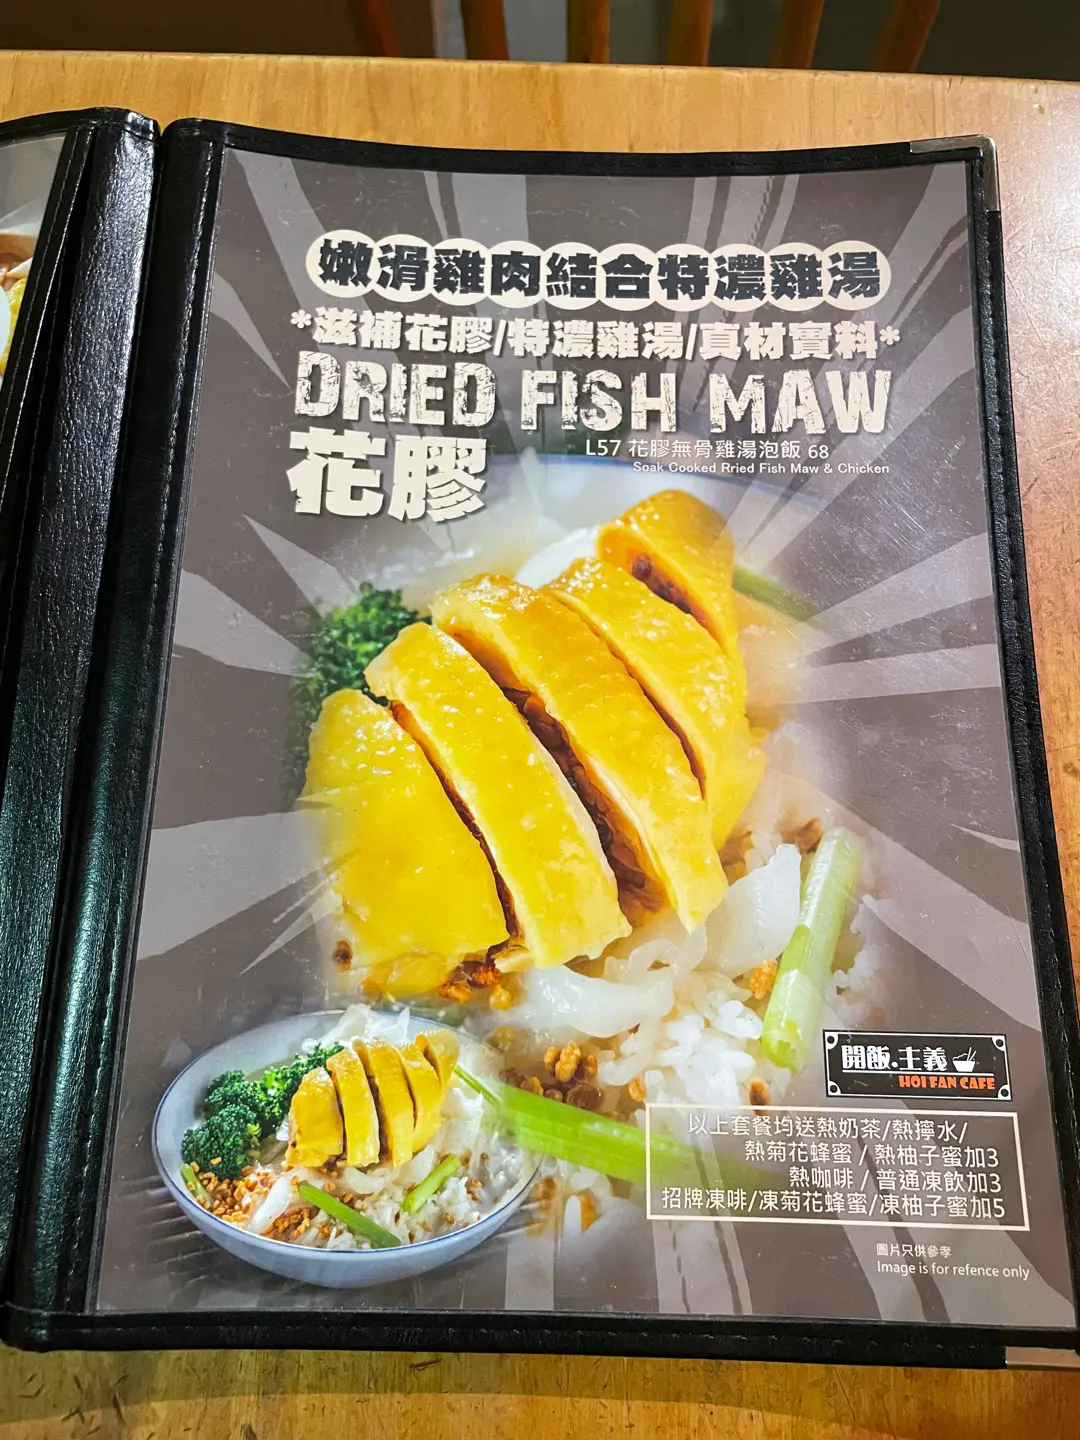 嫩滑雞肉結合特濃雞湯
*滋補花膠/特濃雞湯/真材實料*
DRIED FISH MAW
花膠
L57 花膠無骨雞湯泡飯 68
Soak Cooked Rried Fish Maw & Chicken
開飯.主義
HOI FAN CAFE
以上套餐均送熱奶茶/熱擰水/
熱菊花蜂蜜 / 熱柚子蜜加3
熱咖啡 / 普通凍飲加3
招牌凍啡/凍菊花蜂蜜/凍柚子蜜加5
圖片只供參孝
Image is for refence only